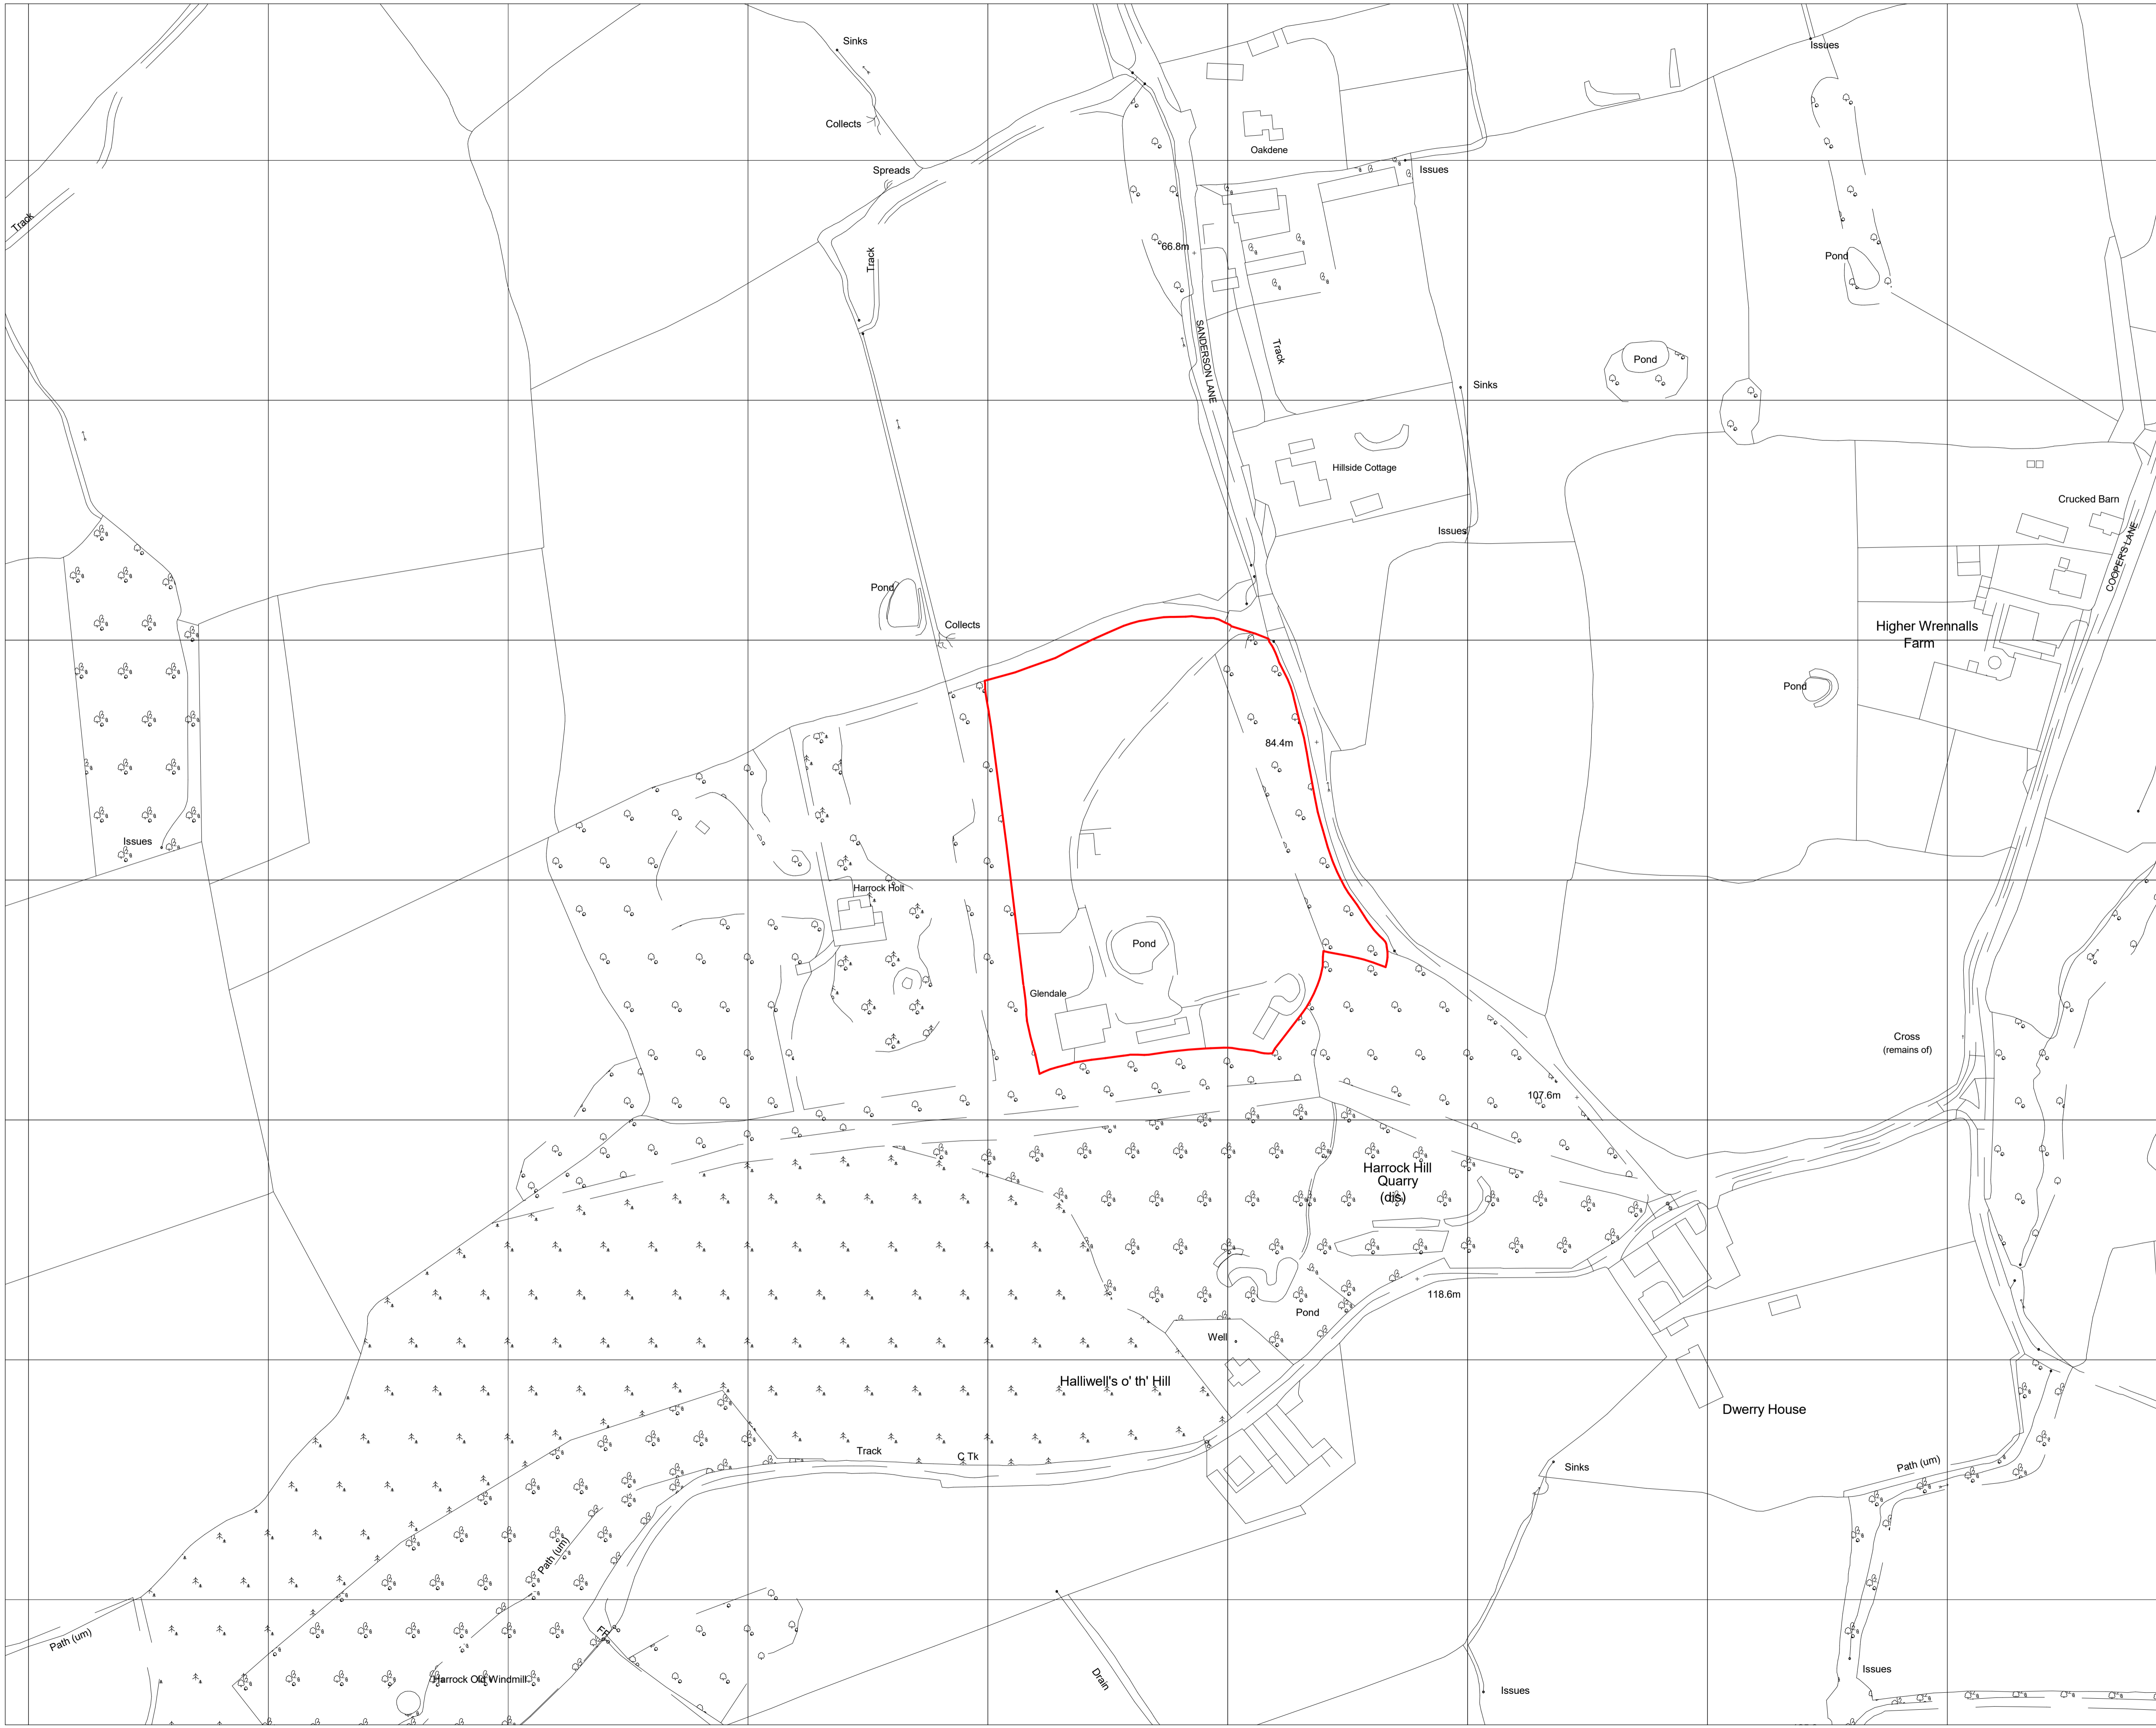 Sinks
Issues
Collects
Oakdene
Spreads
Issues
Track
66.8m
Track
Pond
SANDERSON LANE
Track
Pond
Sinks
Hillside Cottage
Crucked Barn
Issues
COOPER'S LANE
Pond
Collects
Higher Wrennalls
Farm
Pond
84.4m
Issues
Harrock Holt
Pond
Glendale
Cross
(remains of)
107.6m
Harrock Hill
Quarry
(dis)
118.6m
Pond
Well
Halliwell's o' th' Hill
Dwerry House
Track
C Tk
Sinks
Path (um)
Path (um)
Path (um)
FB
Harrock Old Windmill
Drain
Issues
Issues